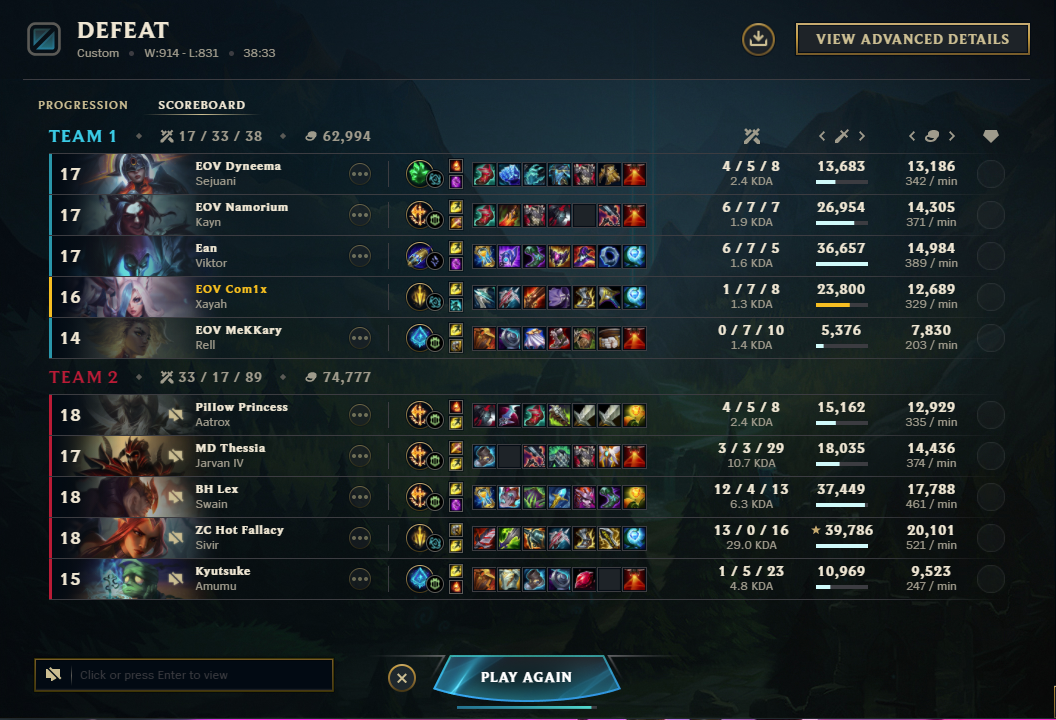 DEFEAT
Custom • W:914 - L:831 • 38:33
VIEW ADVANCED DETAILS
PROGRESSION SCOREBOARD
TEAM 1 17 / 33 / 38 62,994
17 EOV Dyneema 4 / 5 / 8 13,683 13,186
Sejuani 2.4 KDA 342 / min
17 EOV Namorium 6 / 7 / 7 26,954 14,305
Kayn 1.9 KDA 371 / min
17 Ean 6 / 7 / 5 36,657 14,984
Viktor 1.6 KDA 389 / min
16 EOV Com1x 1 / 7 / 8 23,800 12,689
Xayah 1.3 KDA 329 / min
14 EOV MeKKary 0 / 7 / 10 5,376 7,830
Rell 1.4 KDA 203 / min
TEAM 2 33 / 17 / 89 74,777
18 Pillow Princess 4 / 5 / 8 15,162 12,929
Aatrox 2.4 KDA 335 / min
17 MD Thessia 3 / 3 / 29 18,035 14,436
Jarvan IV 10.7 KDA 374 / min
18 BH Lex 12 / 4 / 13 37,449 17,788
Swain 6.3 KDA 461 / min
18 ZC Hot Fallacy 13 / 0 / 16 39,786 20,101
Sivir 29.0 KDA 521 / min
15 Kyutsuke 1 / 5 / 23 10,969 9,523
Amumu 4.8 KDA 247 / min
Click or press Enter to view
PLAY AGAIN